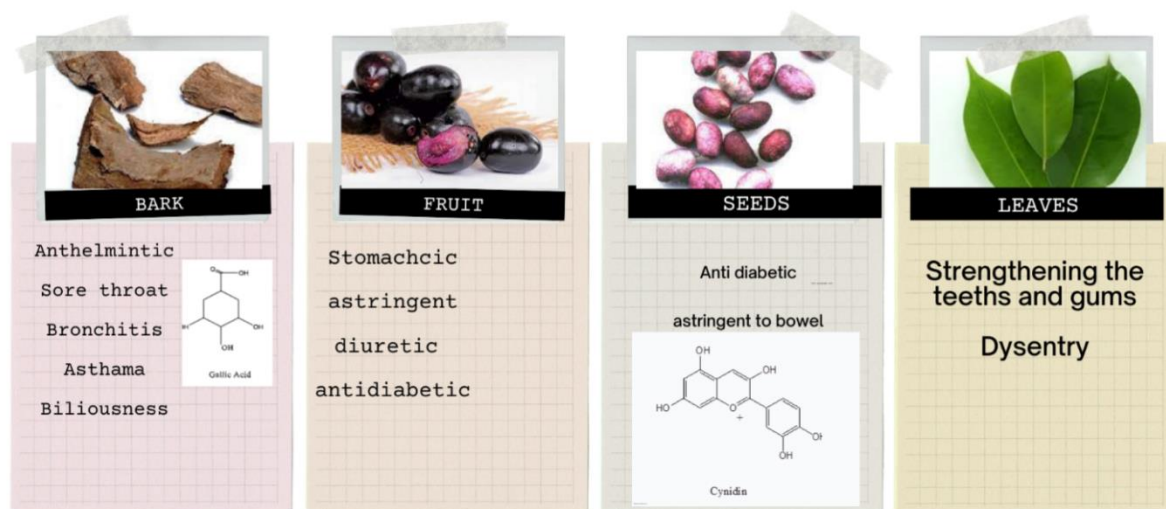 BARK
Anthelmintic
Sore throat
Bronchitis
Asthama
Biliousness
O
OH
OH
OH
Gallic Acid
FRUIT
Stomachcic
astringent
diuretic
antidiabetic
SEEDS
Anti diabetic
astringent to bowel
OH
OH
HO
O
+
OH
Cynidin
LEAVES
Strengthening the
teeths and gums
Dysentry